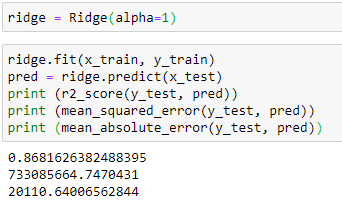 ridge = Ridge(alpha=1)
ridge.fit(x_train, y_train)
pred = ridge.predict(x_test)
print (r2_score(y_test, pred))
print (mean_squared_error(y_test, pred))
print (mean_absolute_error(y_test, pred))
0.8681626382488395
733085664.7470431
20110.64006562844